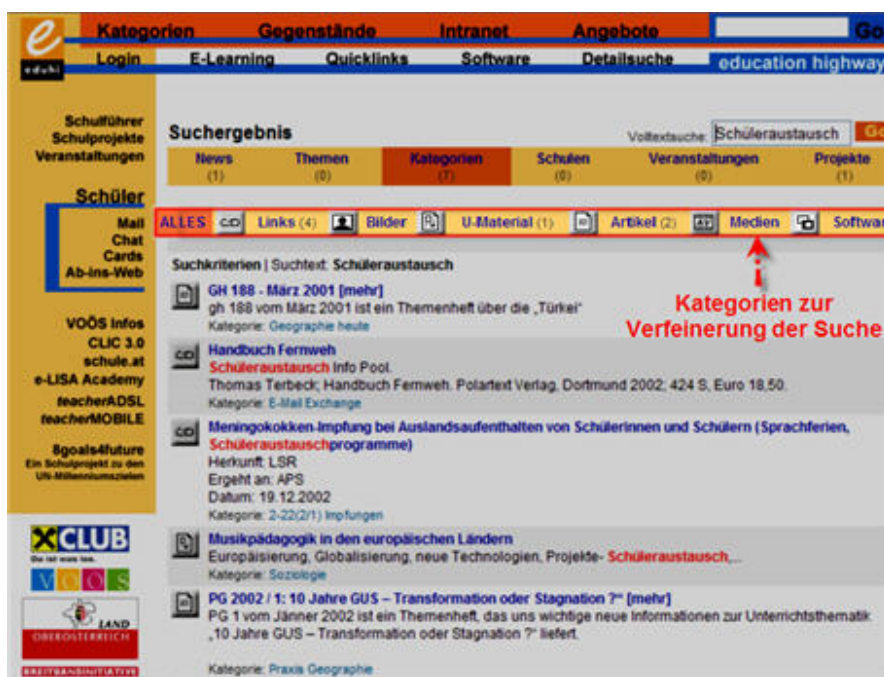 e Kategorien Gegenstände Intranet Angebote Go
eduhi Login E-Learning Quicklinks Software Detailsuche education highway
Schulführer
Schulprojekte
Veranstaltungen
Schüler
Mail
Chat
Cards
Ab-ins-Web
VOÖS Infos
CLIC 3.0
schule.at
e-LISA Academy
teacherADSL
teacherMOBILE
8goals4future
Ein Schulprojekt zu den
UN-Millenniumszielen
XCLUB
Da ist was los.
VOÖS
LAND
OBERÖSTERREICH
BREITBANDINITIATIVE
Suchergebnis Volltextsuche: Schüleraustausch Go
News Themen Kategorien Schulen Veranstaltungen Projekte
(1) (0) (7) (0) (0) (1)
ALLES Links (4) Bilder U-Material (1) Artikel (2) Medien Software
Suchkriterien | Suchtext: Schüleraustausch
Kategorien zur
Verfeinerung der Suche
GH 188 - März 2001 [mehr]
gh 188 vom März 2001 ist ein Themenheft über die „Türkei"
Kategorie: Geographie heute
Handbuch Fernweh
Schüleraustausch Info Pool.
Thomas Terbeck; Handbuch Fernweh. Polartext Verlag, Dortmund 2002; 424 S, Euro 18,50.
Kategorie: E-Mail Exchange
Meningokokken-Impfung bei Auslandsaufenthalten von Schülerinnen und Schülern (Sprachferien,
Schüleraustauschprogramme)
Herkunft: LSR
Ergeht an: APS
Datum: 19.12.2002
Kategorie: 2-22(2/1) Impfungen
Musikpädagogik in den europäischen Ländern
Europäisierung, Globalisierung, neue Technologien, Projekte- Schüleraustausch,...
Kategorie: Soziologie
PG 2002 / 1: 10 Jahre GUS – Transformation oder Stagnation ?" [mehr]
PG 1 vom Jänner 2002 ist ein Themenheft, das uns wichtige neue Informationen zur Unterrichtsthematik
„10 Jahre GUS – Transformation oder Stagnation ?" liefert.
Kategorie: Praxis Geographie